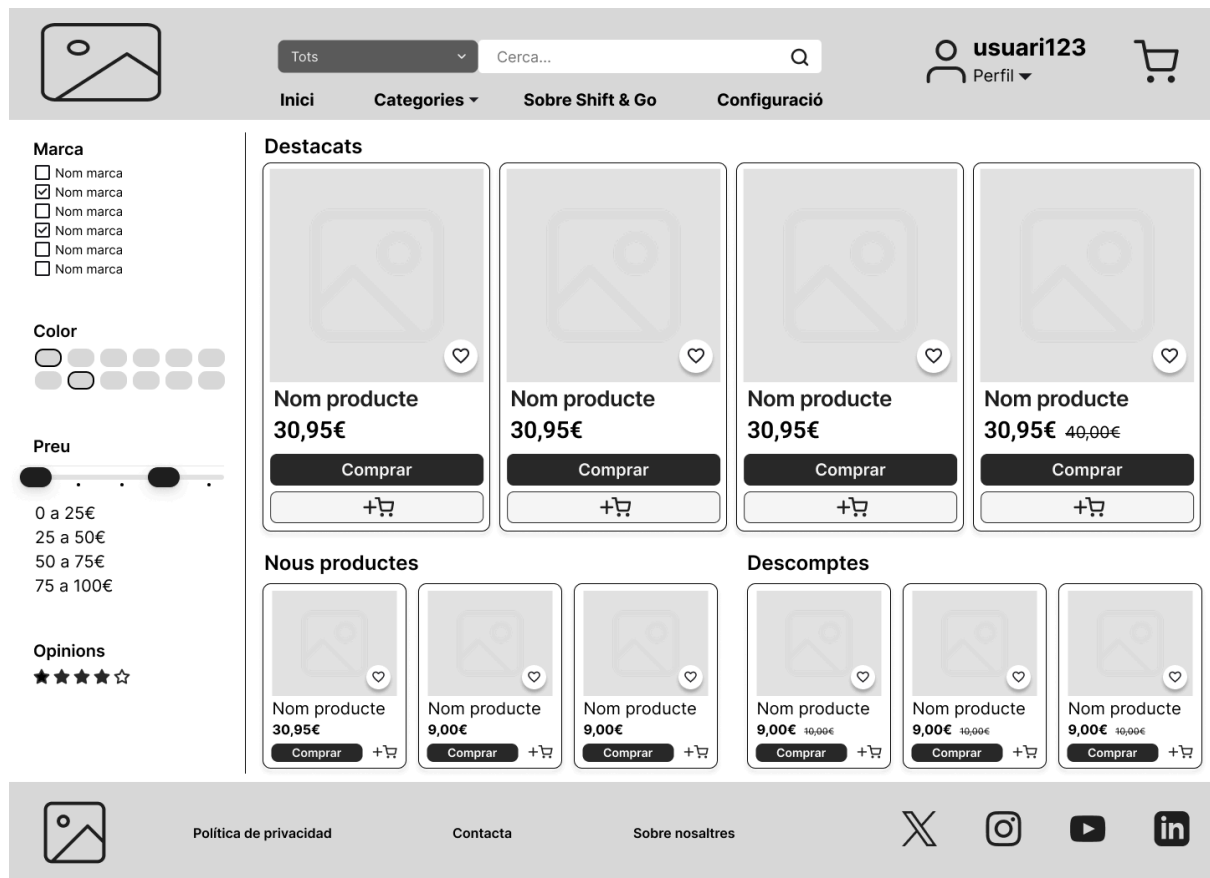 Tots
Cerca...
usuari123
Perfil
Inici
Categories
Sobre Shift & Go
Configuració
Marca
Nom marca
Nom marca
Nom marca
Nom marca
Nom marca
Nom marca
Color
Preu
0 a 25€
25 a 50€
50 a 75€
75 a 100€
Opinions
Destacats
Nom producte
30,95€
Comprar
+
Nom producte
30,95€
Comprar
+
Nom producte
30,95€
Comprar
+
Nom producte
30,95€ 40,00€
Comprar
+
Nous productes
Nom producte
30,95€
Comprar +
Nom producte
9,00€
Comprar +
Nom producte
9,00€
Comprar +
Descomptes
Nom producte
9,00€ 10,00€
Comprar +
Nom producte
9,00€ 10,00€
Comprar +
Nom producte
9,00€ 10,00€
Comprar +
Política de privacidad
Contacta
Sobre nosaltres
in